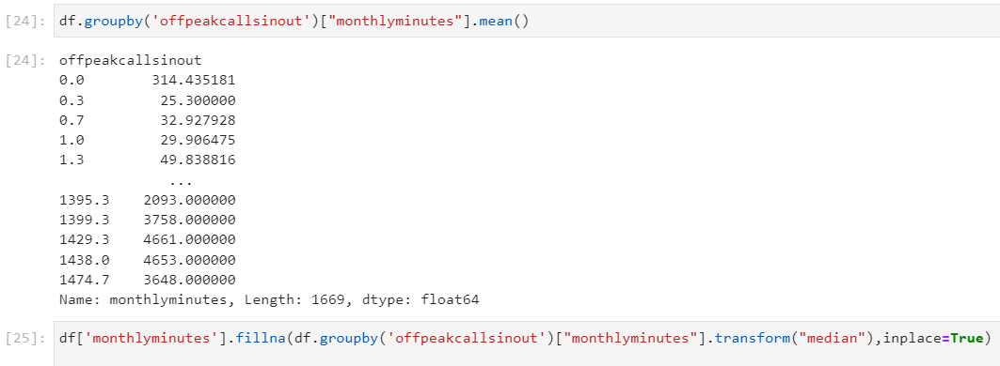 [24]: df.groupby('offpeakcallsinout')["monthlyminutes"].mean()
[24]: offpeakcallsinout
0.0 314.435181
0.3 25.300000
0.7 32.927928
1.0 29.906475
1.3 49.838816
...
1395.3 2093.000000
1399.3 3758.000000
1429.3 4661.000000
1438.0 4653.000000
1474.7 3648.000000
Name: monthlyminutes, Length: 1669, dtype: float64
[25]: df['monthlyminutes'].fillna(df.groupby('offpeakcallsinout')["monthlyminutes"].transform("median"),inplace=True)